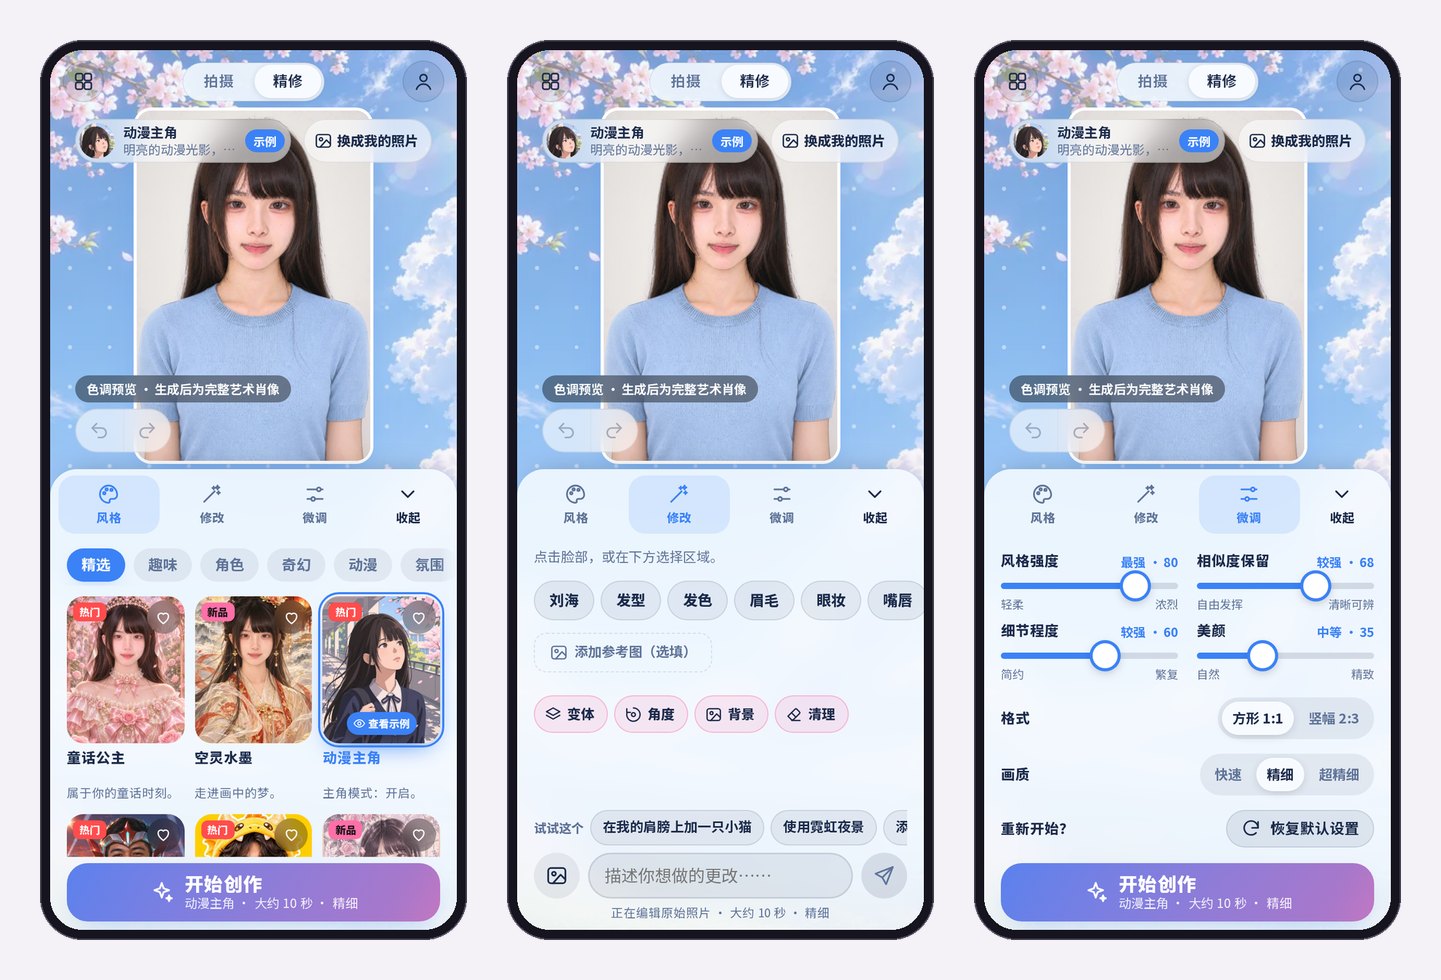 拍摄 精修
动漫主角
明亮的动漫光影，…
示例
换成我的照片
色调预览 · 生成后为完整艺术肖像
风格 修改 微调 收起
精选 趣味 角色 奇幻 动漫 氛围
热门 新品 热门
查看示例
童话公主 空灵水墨 动漫主角
属于你的童话时刻。 走进画中的梦。 主角模式：开启。
热门 热门 新品
开始创作
动漫主角 · 大约 10 秒 · 精细
拍摄 精修
动漫主角
明亮的动漫光影，…
示例
换成我的照片
色调预览 · 生成后为完整艺术肖像
风格 修改 微调 收起
点击脸部，或在下方选择区域。
刘海 发型 发色 眉毛 眼妆 嘴唇
添加参考图（选填）
变体 角度 背景 清理
试试这个 在我的肩膀上加一只小猫 使用霓虹夜景 添
描述你想做的更改……
正在编辑原始照片 · 大约 10 秒 · 精细
拍摄 精修
动漫主角
明亮的动漫光影，…
示例
换成我的照片
色调预览 · 生成后为完整艺术肖像
风格 修改 微调 收起
风格强度 最强 · 80 相似度保留 较强 · 68
轻柔 浓烈 自由发挥 清晰可辨
细节程度 较强 · 60 美颜 中等 · 35
简约 繁复 自然 精致
格式 方形 1:1 竖幅 2:3
画质 快速 精细 超精细
重新开始？ 恢复默认设置
开始创作
动漫主角 · 大约 10 秒 · 精细